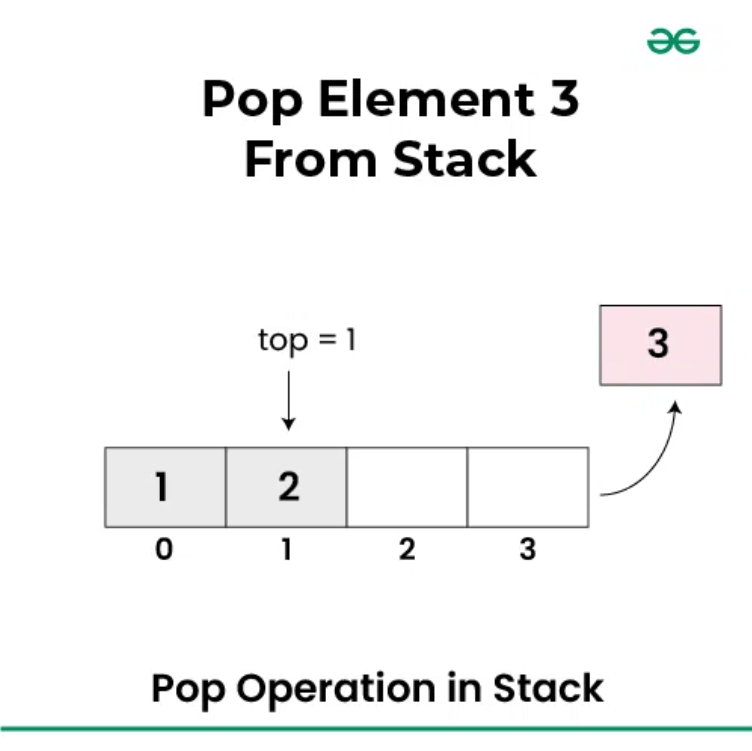 Pop Element 3
From Stack
top = 1
3
1 2
0 1 2 3
Pop Operation in Stack